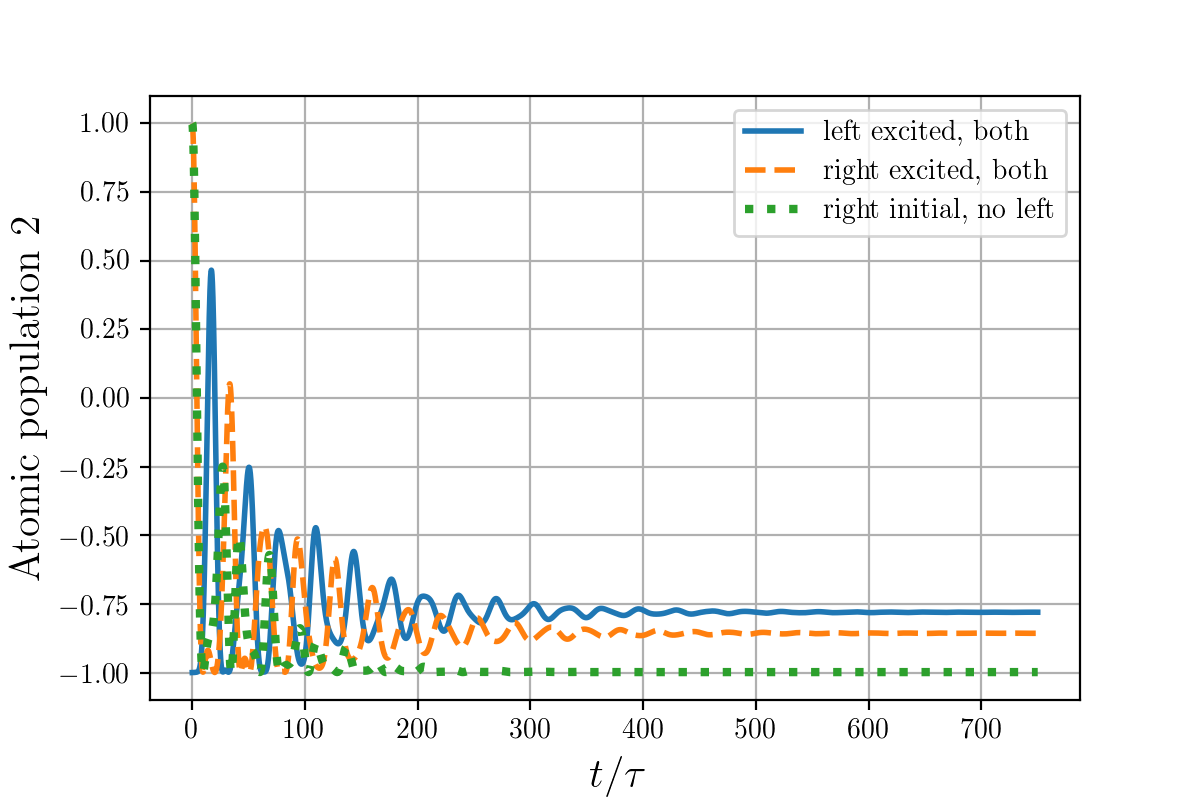 1.00
0.75
0.50
0.25
0.00
−0.25
−0.50
−0.75
−1.00
Atomic population 2
left excited, both
right excited, both
right initial, no left
0 100 200 300 400 500 600 700
t/τ